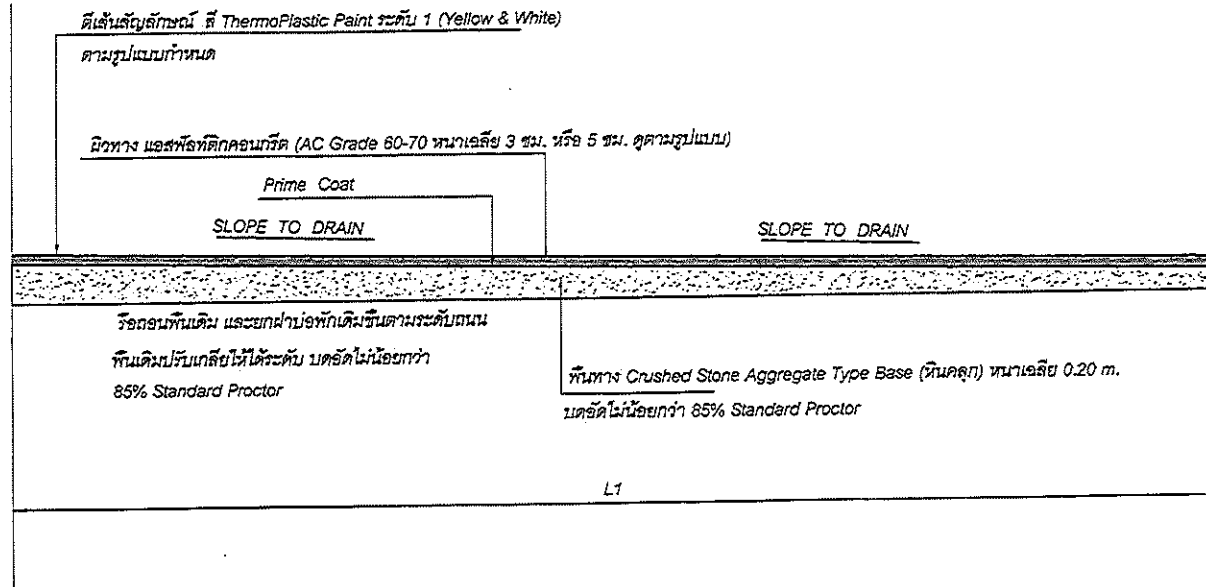 ตีเส้นสัญลักษณ์ สี ThermoPlastic Paint ระดับ 1 (Yellow & White)
ตามรูปแบบกำหนด
ผิวทาง แอสฟัลท์ติกคอนกรีต (AC Grade 60-70 หนาเฉลี่ย 3 ซม. หรือ 5 ซม. ดูตามรูปแบบ)
Prime Coat
SLOPE TO DRAIN
SLOPE TO DRAIN
รื้อถอนพื้นเดิม และยกฝาบ่อพักเดิมขึ้นตามระดับถนน
พื้นเดิมปรับเกลี่ยให้ได้ระดับ บดอัดไม่น้อยกว่า
85% Standard Proctor
พื้นทาง Crushed Stone Aggregate Type Base (หินคลุก) หนาเฉลี่ย 0.20 m.
บดอัดไม่น้อยกว่า 85% Standard Proctor
L1